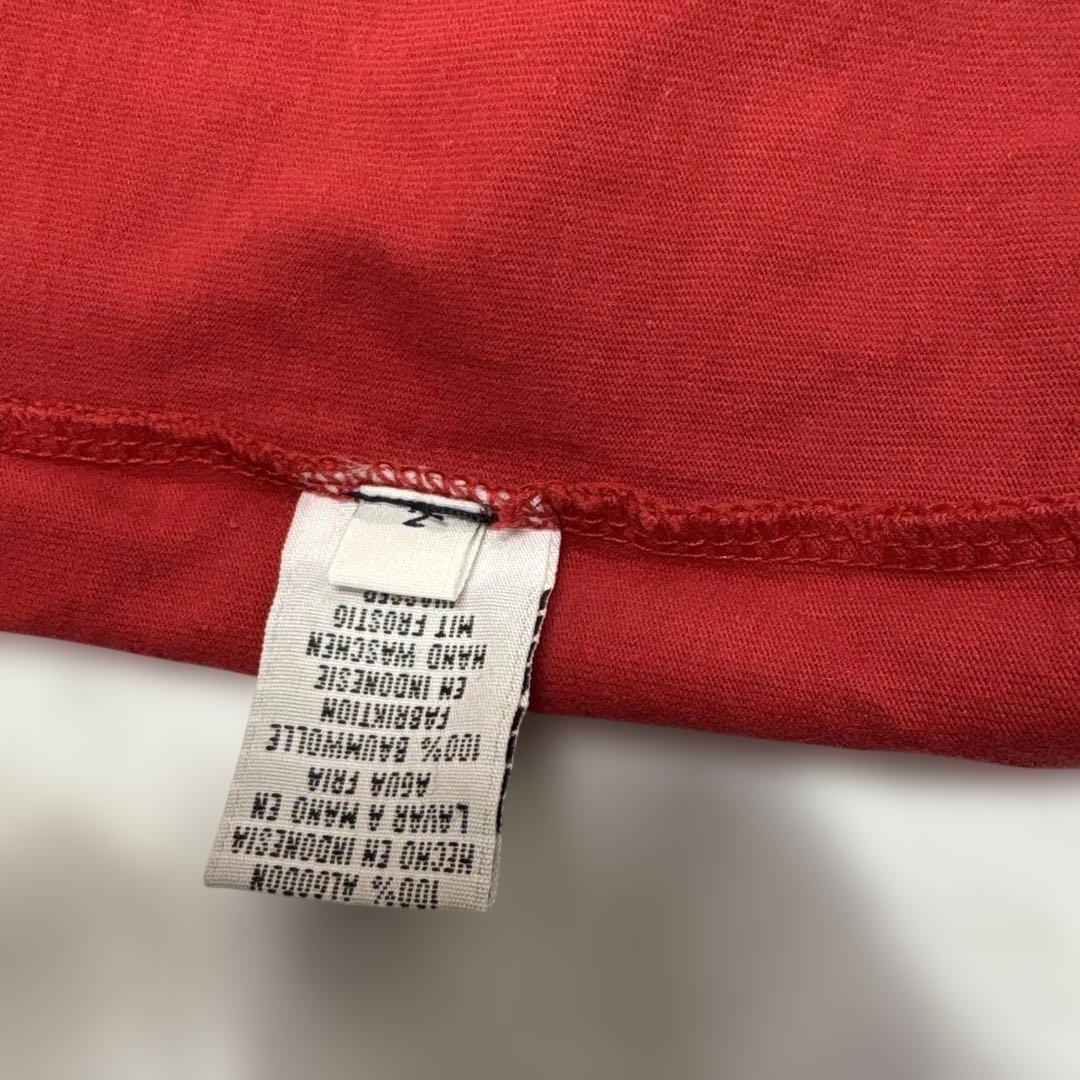 100% ALGODON
HECHO EN INDONESIA
LAVAR A MANO EN
AGUA FRIA
100% BAUMWOLLE
FABRIKTION
EN INDONESIE
HAND WASCHEN
MIT FROSTIG
WASSER